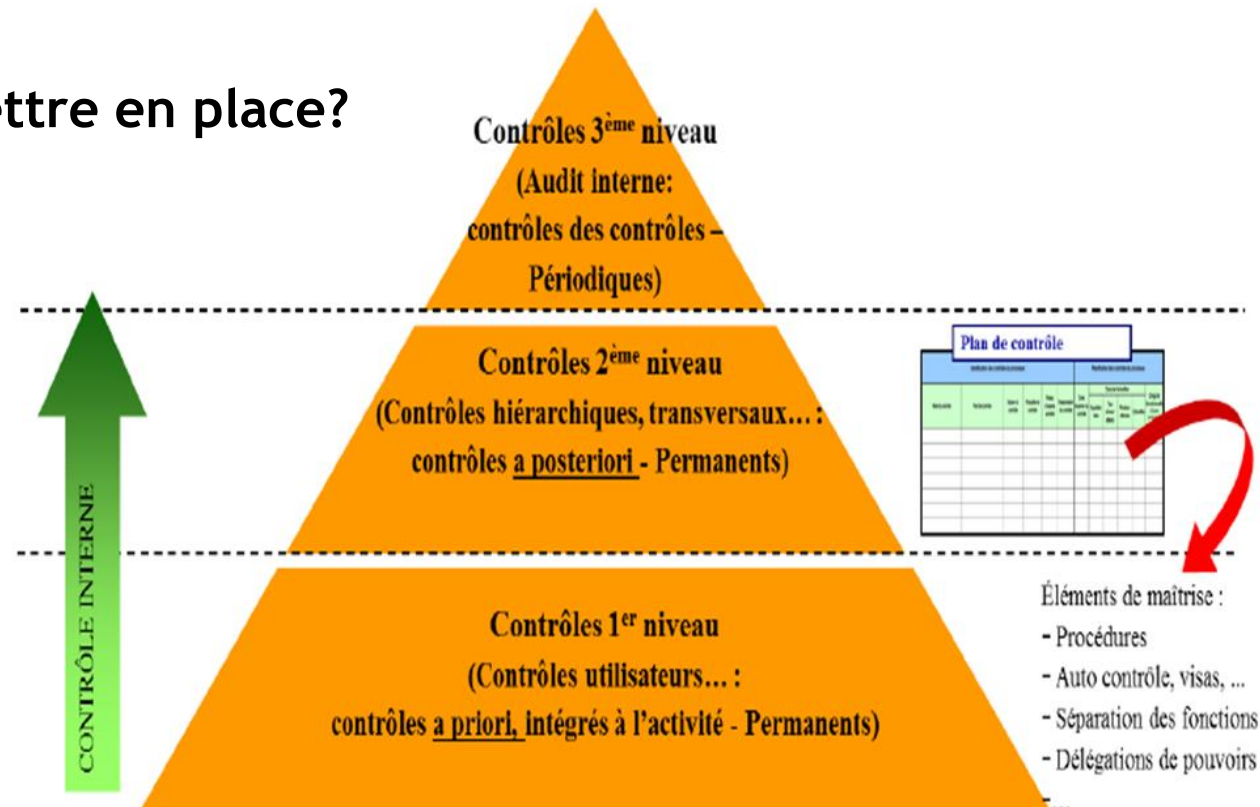 ettre en place?
Contrôles 3ème niveau
(Audit interne:
contrôles des contrôles –
Périodiques)
Contrôles 2ème niveau
(Contrôles hiérarchiques, transversaux… :
contrôles a posteriori - Permanents)
Plan de contrôle
CONTRÔLE INTERNE
Contrôles 1er niveau
(Contrôles utilisateurs… :
contrôles a priori, intégrés à l’activité - Permanents)
Éléments de maîtrise :
- Procédures
- Auto contrôle, visas, ...
- Séparation des fonctions
- Délégations de pouvoirs
- ...